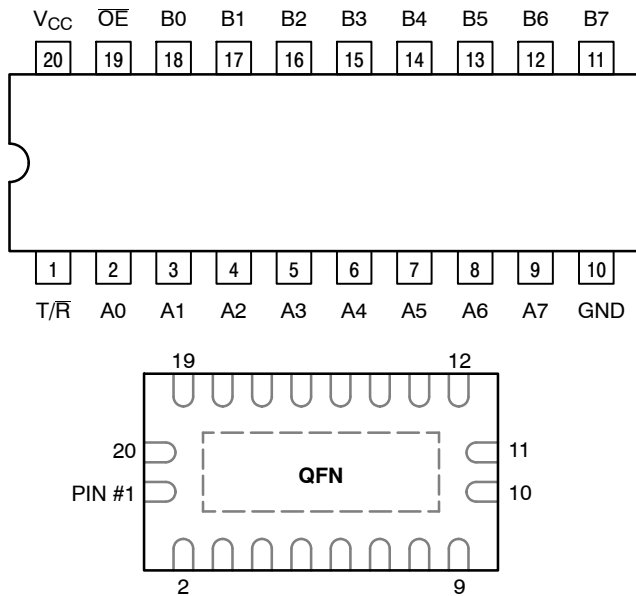 V_CC O̅E̅ B0 B1 B2 B3 B4 B5 B6 B7
20 19 18 17 16 15 14 13 12 11
1 2 3 4 5 6 7 8 9 10
T/R̅ A0 A1 A2 A3 A4 A5 A6 A7 GND
19 12
20 11
QFN
PIN #1 10
2 9